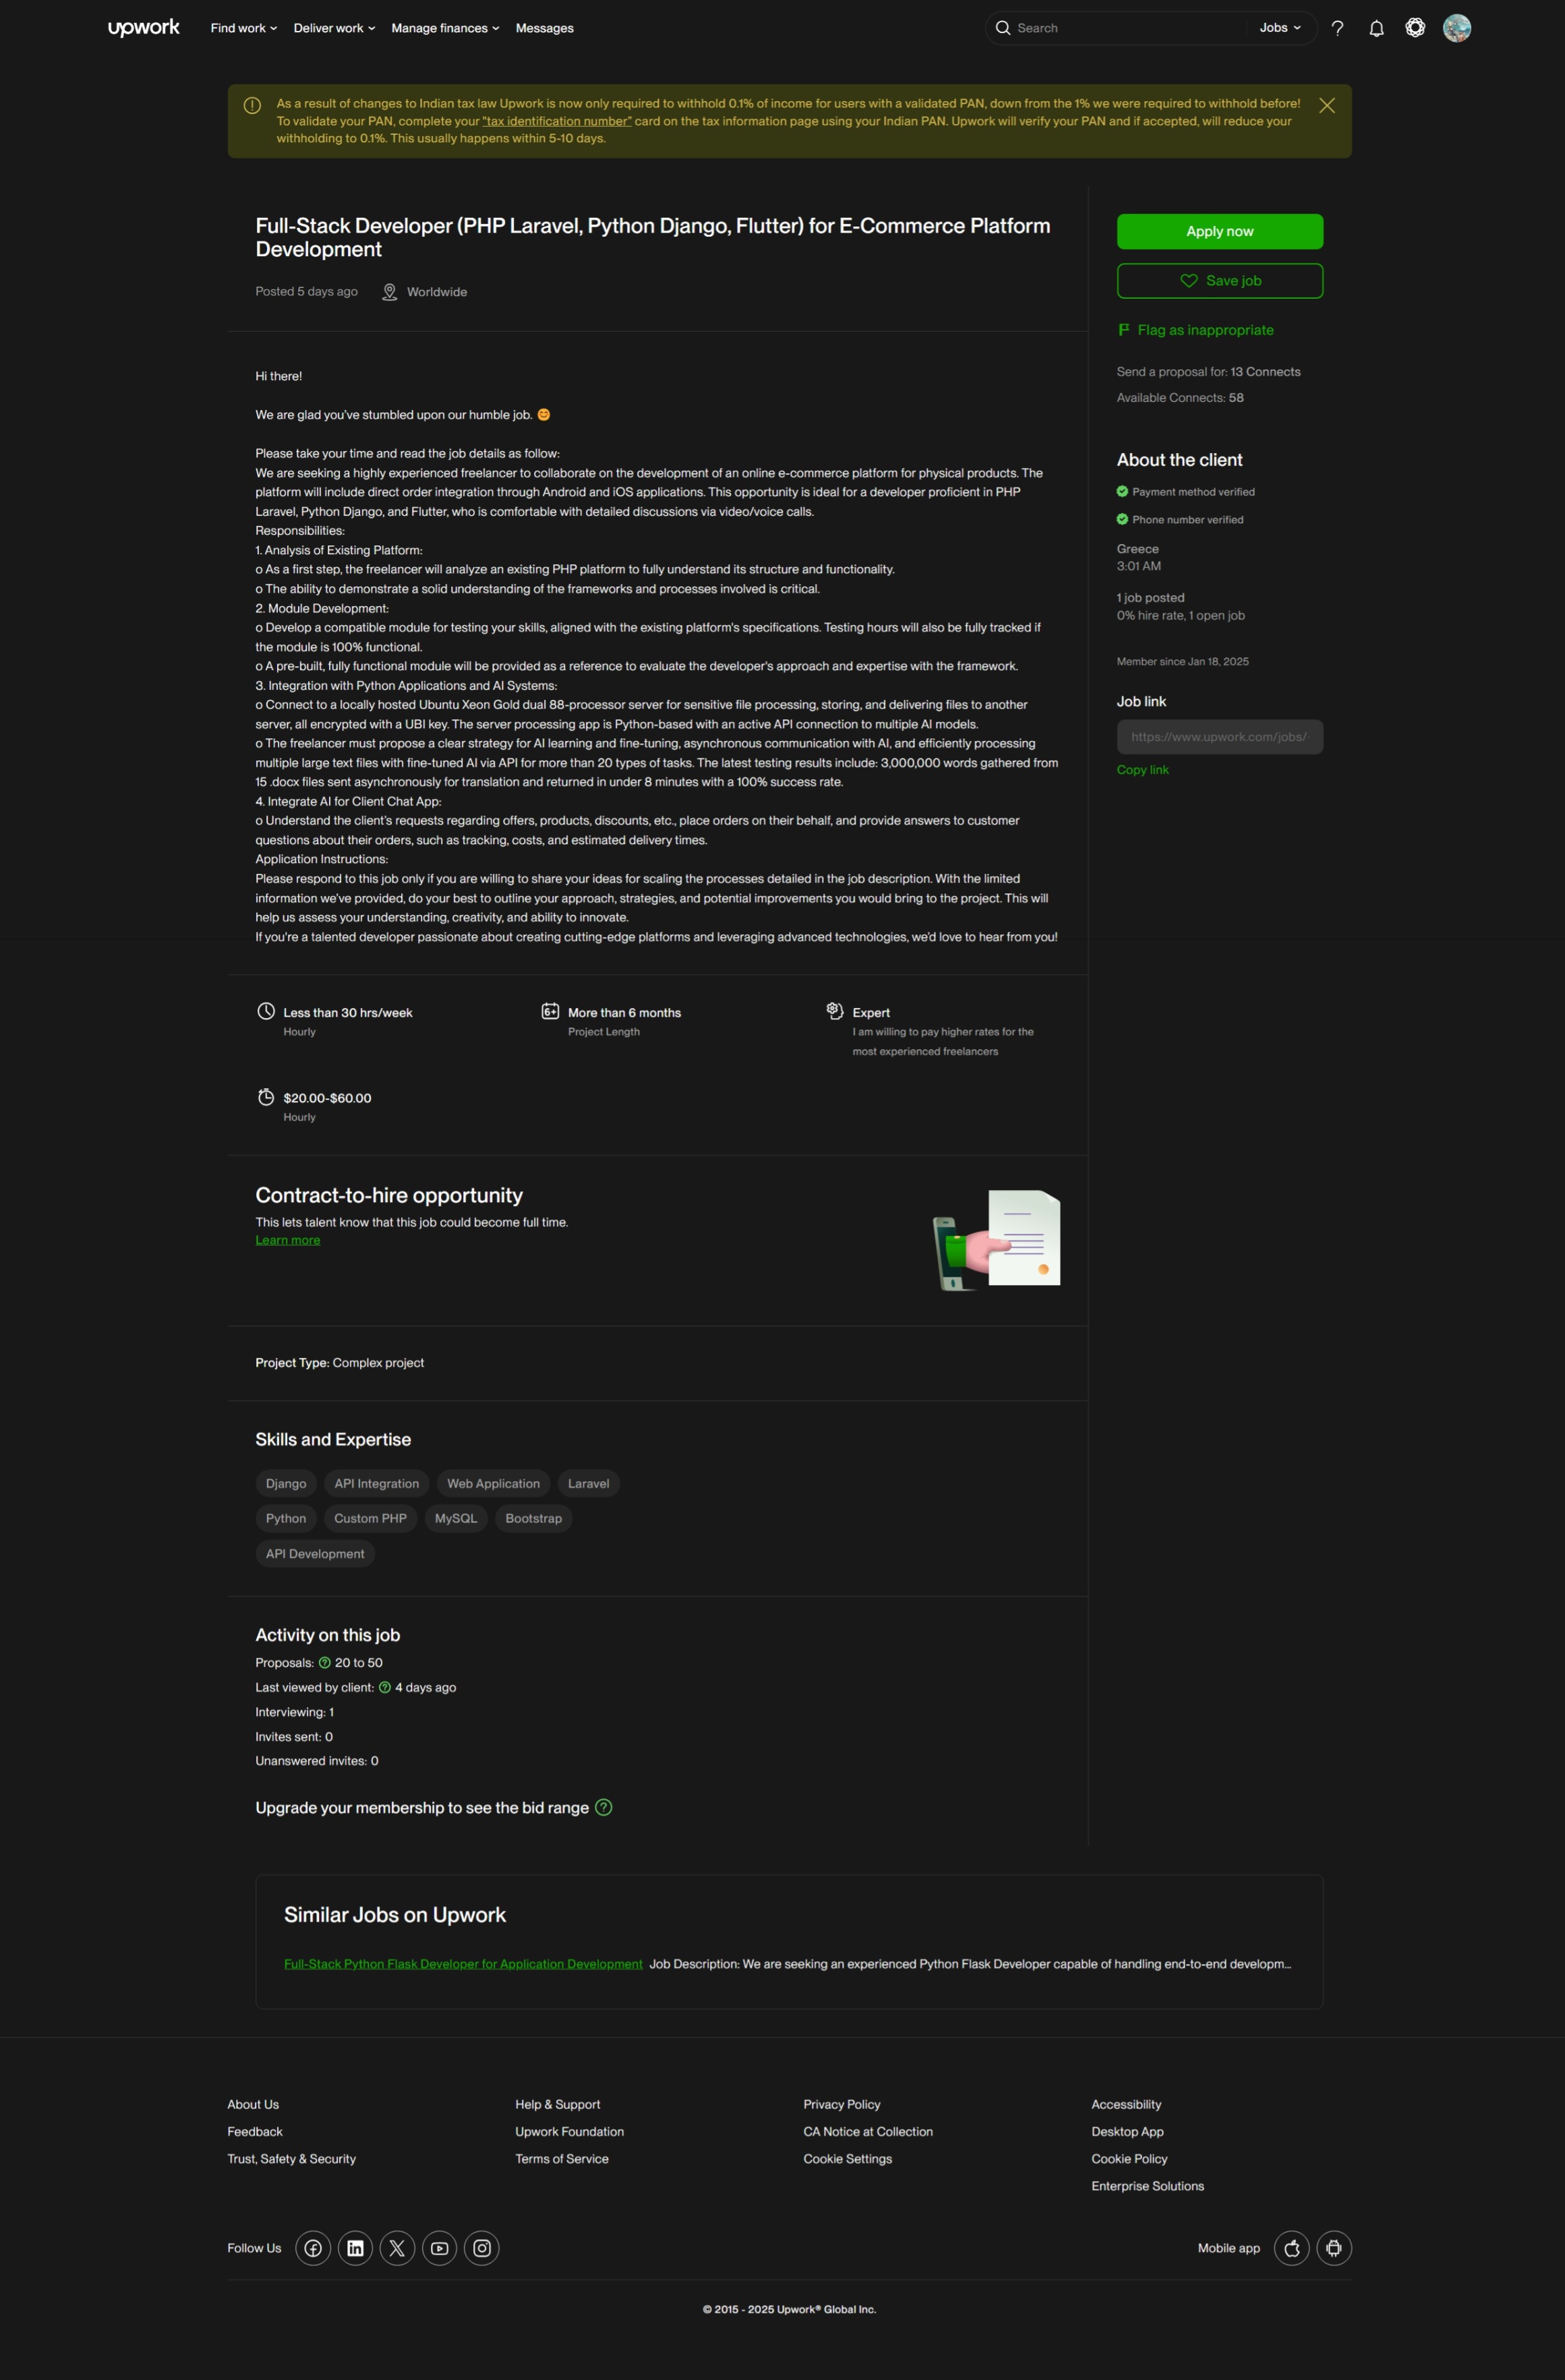 upwork
Find work
Deliver work
Manage finances
Messages
Search
Jobs
As a result of changes to Indian tax law Upwork is now only required to withhold 0.1% of income for users with a validated PAN, down from the 1% we were required to withhold before!
To validate your PAN, complete your "tax identification number" card on the tax information page using your Indian PAN. Upwork will verify your PAN and if accepted, will reduce your
withholding to 0.1%. This usually happens within 5-10 days.
Full-Stack Developer (PHP Laravel, Python Django, Flutter) for E-Commerce Platform
Development
Posted 5 days ago
Worldwide
Hi there!
We are glad you've stumbled upon our humble job. 😊
Please take your time and read the job details as follow:
We are seeking a highly experienced freelancer to collaborate on the development of an online e-commerce platform for physical products. The
platform will include direct order integration through Android and iOS applications. This opportunity is ideal for a developer proficient in PHP
Laravel, Python Django, and Flutter, who is comfortable with detailed discussions via video/voice calls.
Responsibilities:
1. Analysis of Existing Platform:
o As a first step, the freelancer will analyze an existing PHP platform to fully understand its structure and functionality.
o The ability to demonstrate a solid understanding of the frameworks and processes involved is critical.
2. Module Development:
o Develop a compatible module for testing your skills, aligned with the existing platform's specifications. Testing hours will also be fully tracked if
the module is 100% functional.
o A pre-built, fully functional module will be provided as a reference to evaluate the developer's approach and expertise with the framework.
3. Integration with Python Applications and AI Systems:
o Connect to a locally hosted Ubuntu Xeon Gold dual 88-processor server for sensitive file processing, storing, and delivering files to another
server, all encrypted with a UBI key. The server processing app is Python-based with an active API connection to multiple AI models.
o The freelancer must propose a clear strategy for AI learning and fine-tuning, asynchronous communication with AI, and efficiently processing
multiple large text files with fine-tuned AI via API for more than 20 types of tasks. The latest testing results include: 3,000,000 words gathered from
15 .docx files sent asynchronously for translation and returned in under 8 minutes with a 100% success rate.
4. Integrate AI for Client Chat App:
o Understand the client's requests regarding offers, products, discounts, etc., place orders on their behalf, and provide answers to customer
questions about their orders, such as tracking, costs, and estimated delivery times.
Application Instructions:
Please respond to this job only if you are willing to share your ideas for scaling the processes detailed in the job description. With the limited
information we've provided, do your best to outline your approach, strategies, and potential improvements you would bring to the project. This will
help us assess your understanding, creativity, and ability to innovate.
If you're a talented developer passionate about creating cutting-edge platforms and leveraging advanced technologies, we'd love to hear from you!
Less than 30 hrs/week
Hourly
6+
More than 6 months
Project Length
Expert
I am willing to pay higher rates for the
most experienced freelancers
$20.00-$60.00
Hourly
Contract-to-hire opportunity
This lets talent know that this job could become full time.
Learn more
Project Type: Complex project
Skills and Expertise
Django
API Integration
Web Application
Laravel
Python
Custom PHP
MySQL
Bootstrap
API Development
Activity on this job
Proposals: 20 to 50
Last viewed by client: 4 days ago
Interviewing: 1
Invites sent: 0
Unanswered invites: 0
Upgrade your membership to see the bid range
Apply now
Save job
Flag as inappropriate
Send a proposal for: 13 Connects
Available Connects: 58
About the client
Payment method verified
Phone number verified
Greece
3:01 AM
1 job posted
0% hire rate, 1 open job
Member since Jan 18, 2025
Job link
https://www.upwork.com/jobs/
Copy link
Similar Jobs on Upwork
Full-Stack Python Flask Developer for Application Development Job Description: We are seeking an experienced Python Flask Developer capable of handling end-to-end developm...
About Us
Feedback
Trust, Safety & Security
Help & Support
Upwork Foundation
Terms of Service
Privacy Policy
CA Notice at Collection
Cookie Settings
Accessibility
Desktop App
Cookie Policy
Enterprise Solutions
Follow Us
Mobile app
© 2015 - 2025 Upwork® Global Inc.